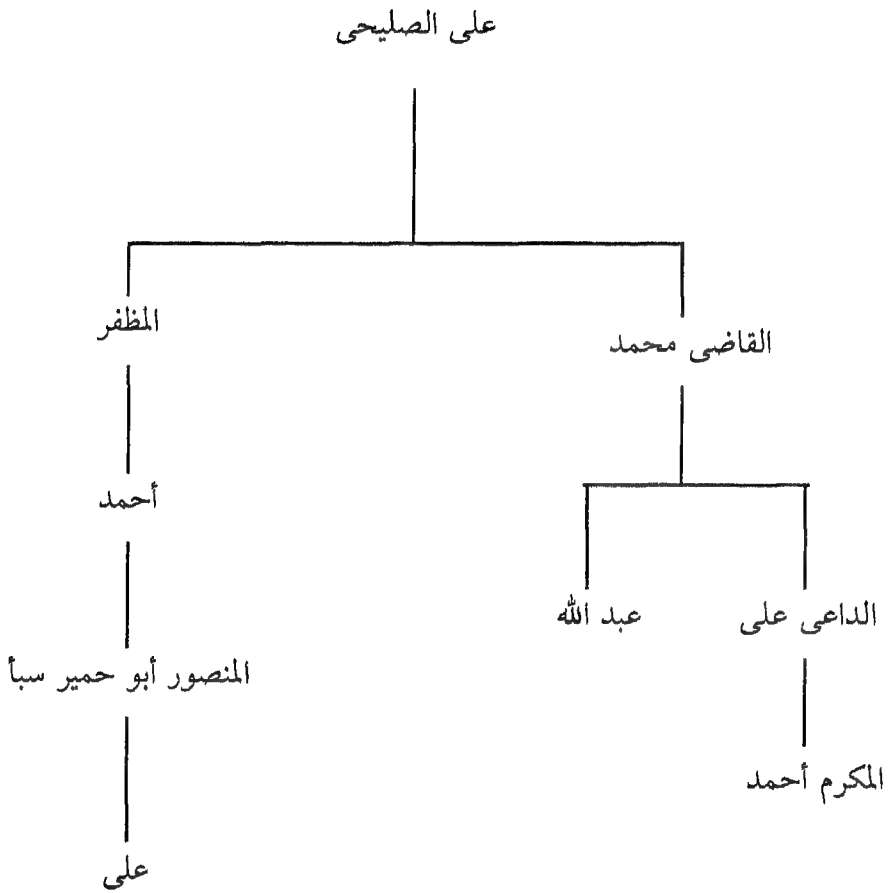 على الصليحى
القاضى محمد
المظفر
أحمد
الداعى على
عبد الله
المنصور أبو حمير سبأ
المكرم أحمد
على